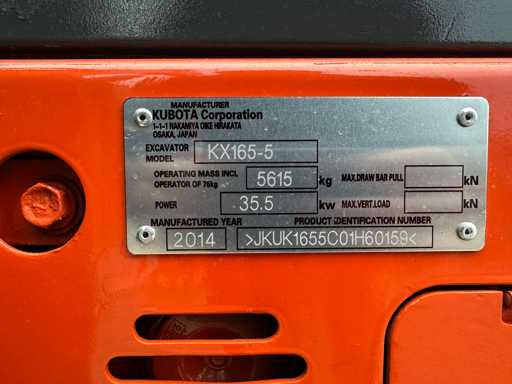 MANUFACTURER
KUBOTA Corporation
1-1-1 NAKAMIYA OIKE HIRAKATA
OSAKA, JAPAN
EXCAVATOR MODEL KX165-5
OPERATING MASS INCL OPERATOR OF 75kg 5615 kg MAX.DRAW BAR PULL kN
POWER 35.5 kw MAX.VERT.LOAD kN
MANUFACTURED YEAR PRODUCT IDENTIFICATION NUMBER
2014 >JKUK1655C01H60159<